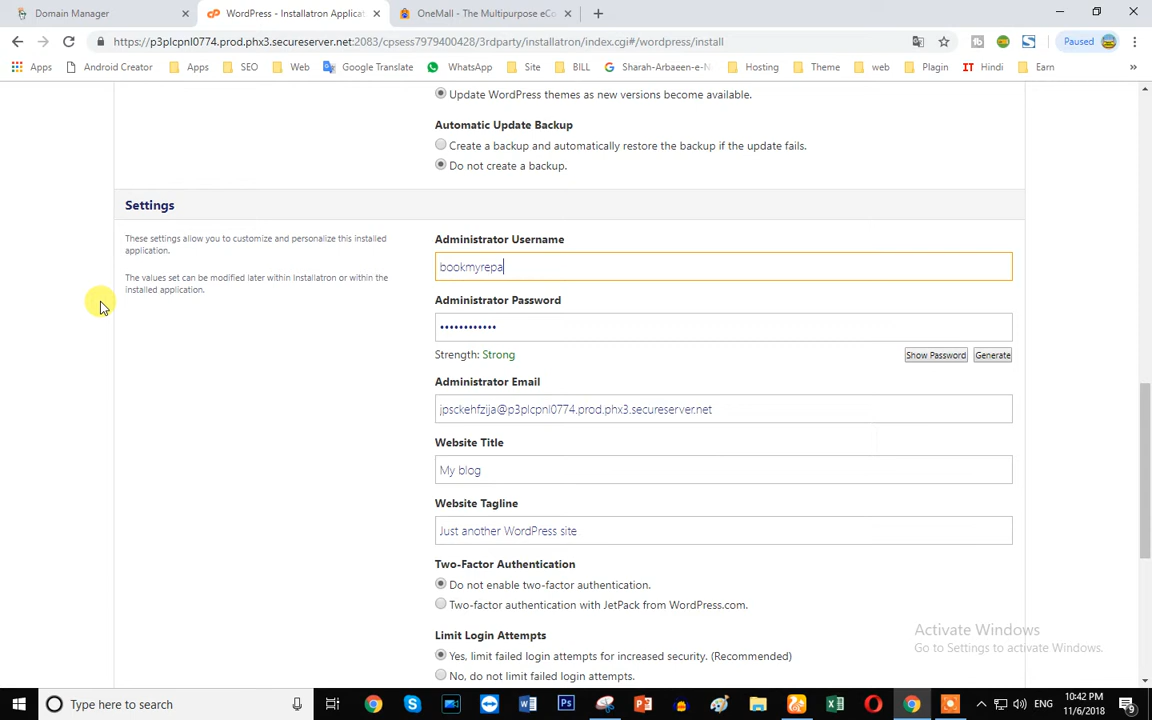 Domain Manager
WordPress - Installatron Applicat
OneMall - The Multipurpose eCo
https://p3plcpnl0774.prod.phx3.secureserver.net:2083/cpsess7979400428/3rdparty/installatron/index.cgi#/wordpress/install
Paused
Apps
Android Creator
Apps
SEO
Web
Google Translate
WhatsApp
Site
BILL
Sharah-Arbaeen-e-N
Hosting
Theme
web
Plagin
IT Hindi
Earn
Update WordPress themes as new versions become available.
Automatic Update Backup
Create a backup and automatically restore the backup if the update fails.
Do not create a backup.
Settings
These settings allow you to customize and personalize this installed
application.
The values set can be modified later within Installatron or within the
installed application.
Administrator Username
bookmyrepa
Administrator Password
••••••••••••
Strength: Strong
Show Password
Generate
Administrator Email
jpsckehfzija@p3plcpnl0774.prod.phx3.secureserver.net
Website Title
My blog
Website Tagline
Just another WordPress site
Two-Factor Authentication
Do not enable two-factor authentication.
Two-factor authentication with JetPack from WordPress.com.
Limit Login Attempts
Yes, limit failed login attempts for increased security. (Recommended)
No, do not limit failed login attempts.
Activate Windows
Go to Settings to activate Windows.
Type here to search
ENG
10:42 PM
11/6/2018
9